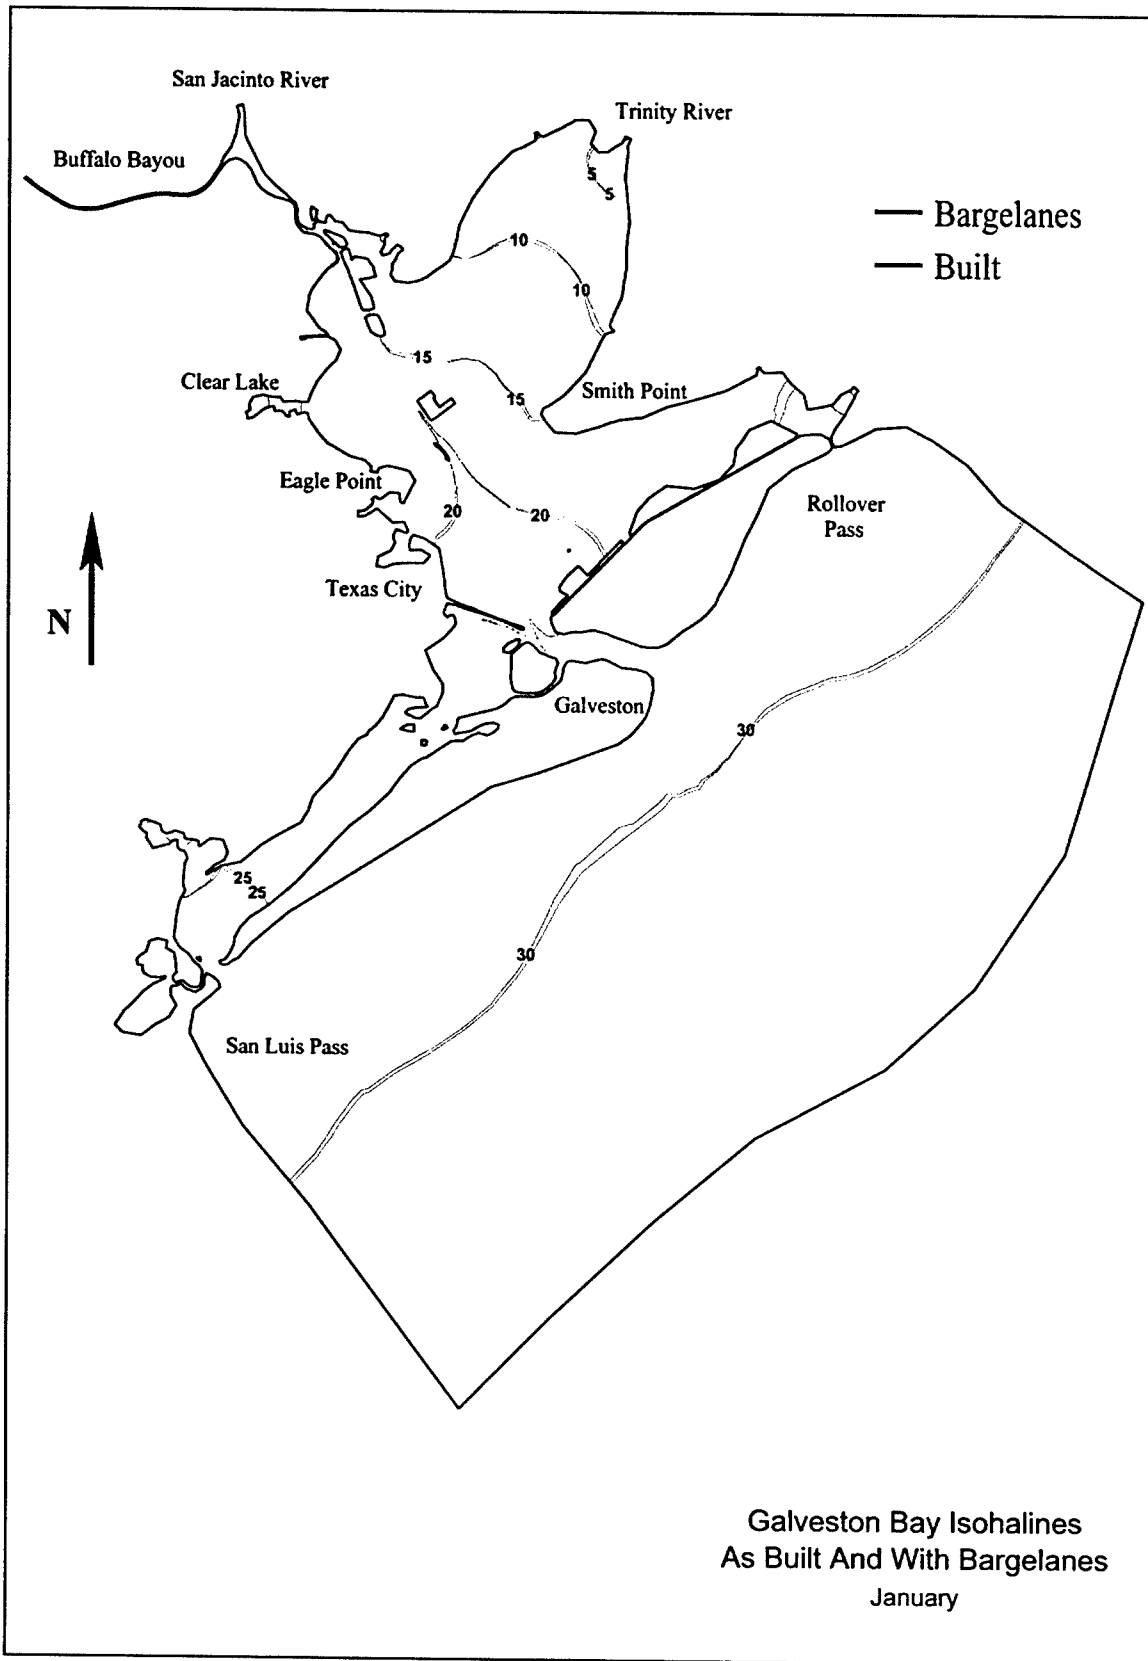 San Jacinto River
Trinity River
Buffalo Bayou
5
5
Bargelanes
10
Built
10
15
Clear Lake
15
Smith Point
Eagle Point
20
20
Rollover
Pass
Texas City
N
Galveston
30
25
25
30
San Luis Pass
Galveston Bay Isohalines
As Built And With Bargelanes
January